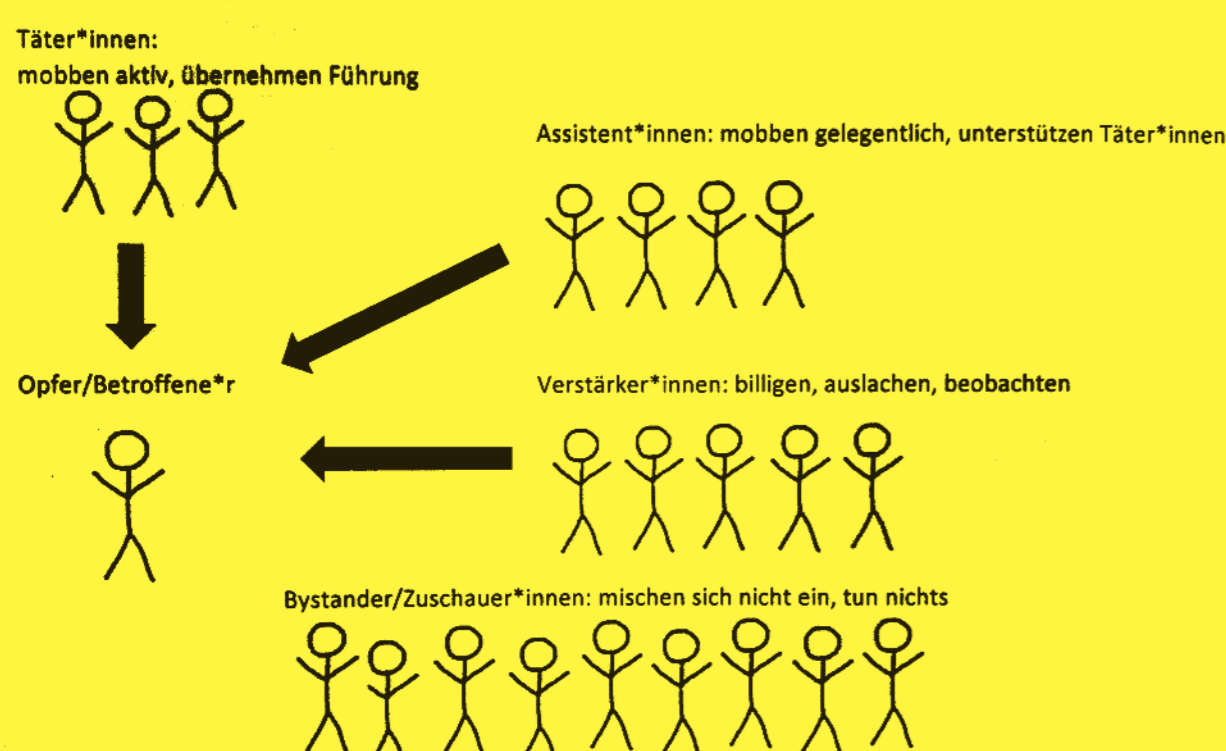 Täter*innen:
mobben aktiv, übernehmen Führung
Assistent*innen: mobben gelegentlich, unterstützen Täter*innen
Opfer/Betroffene*r
Verstärker*innen: billigen, auslachen, beobachten
Bystander/Zuschauer*innen: mischen sich nicht ein, tun nichts